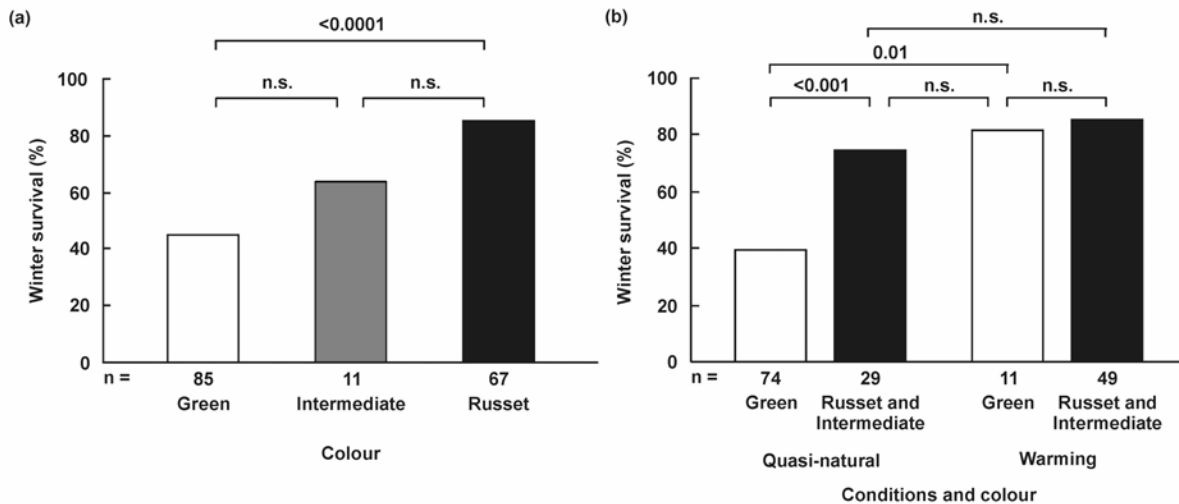 (a)
<0.0001
n.s.
n.s.
Winter survival (%)
100
80
60
40
20
0
n =
85
11
67
Green
Intermediate
Russet
Colour
(b)
n.s.
0.01
<0.001
n.s.
n.s.
Winter survival (%)
100
80
60
40
20
0
n =
74
29
11
49
Green
Russet and
Intermediate
Green
Russet and
Intermediate
Quasi-natural
Warming
Conditions and colour